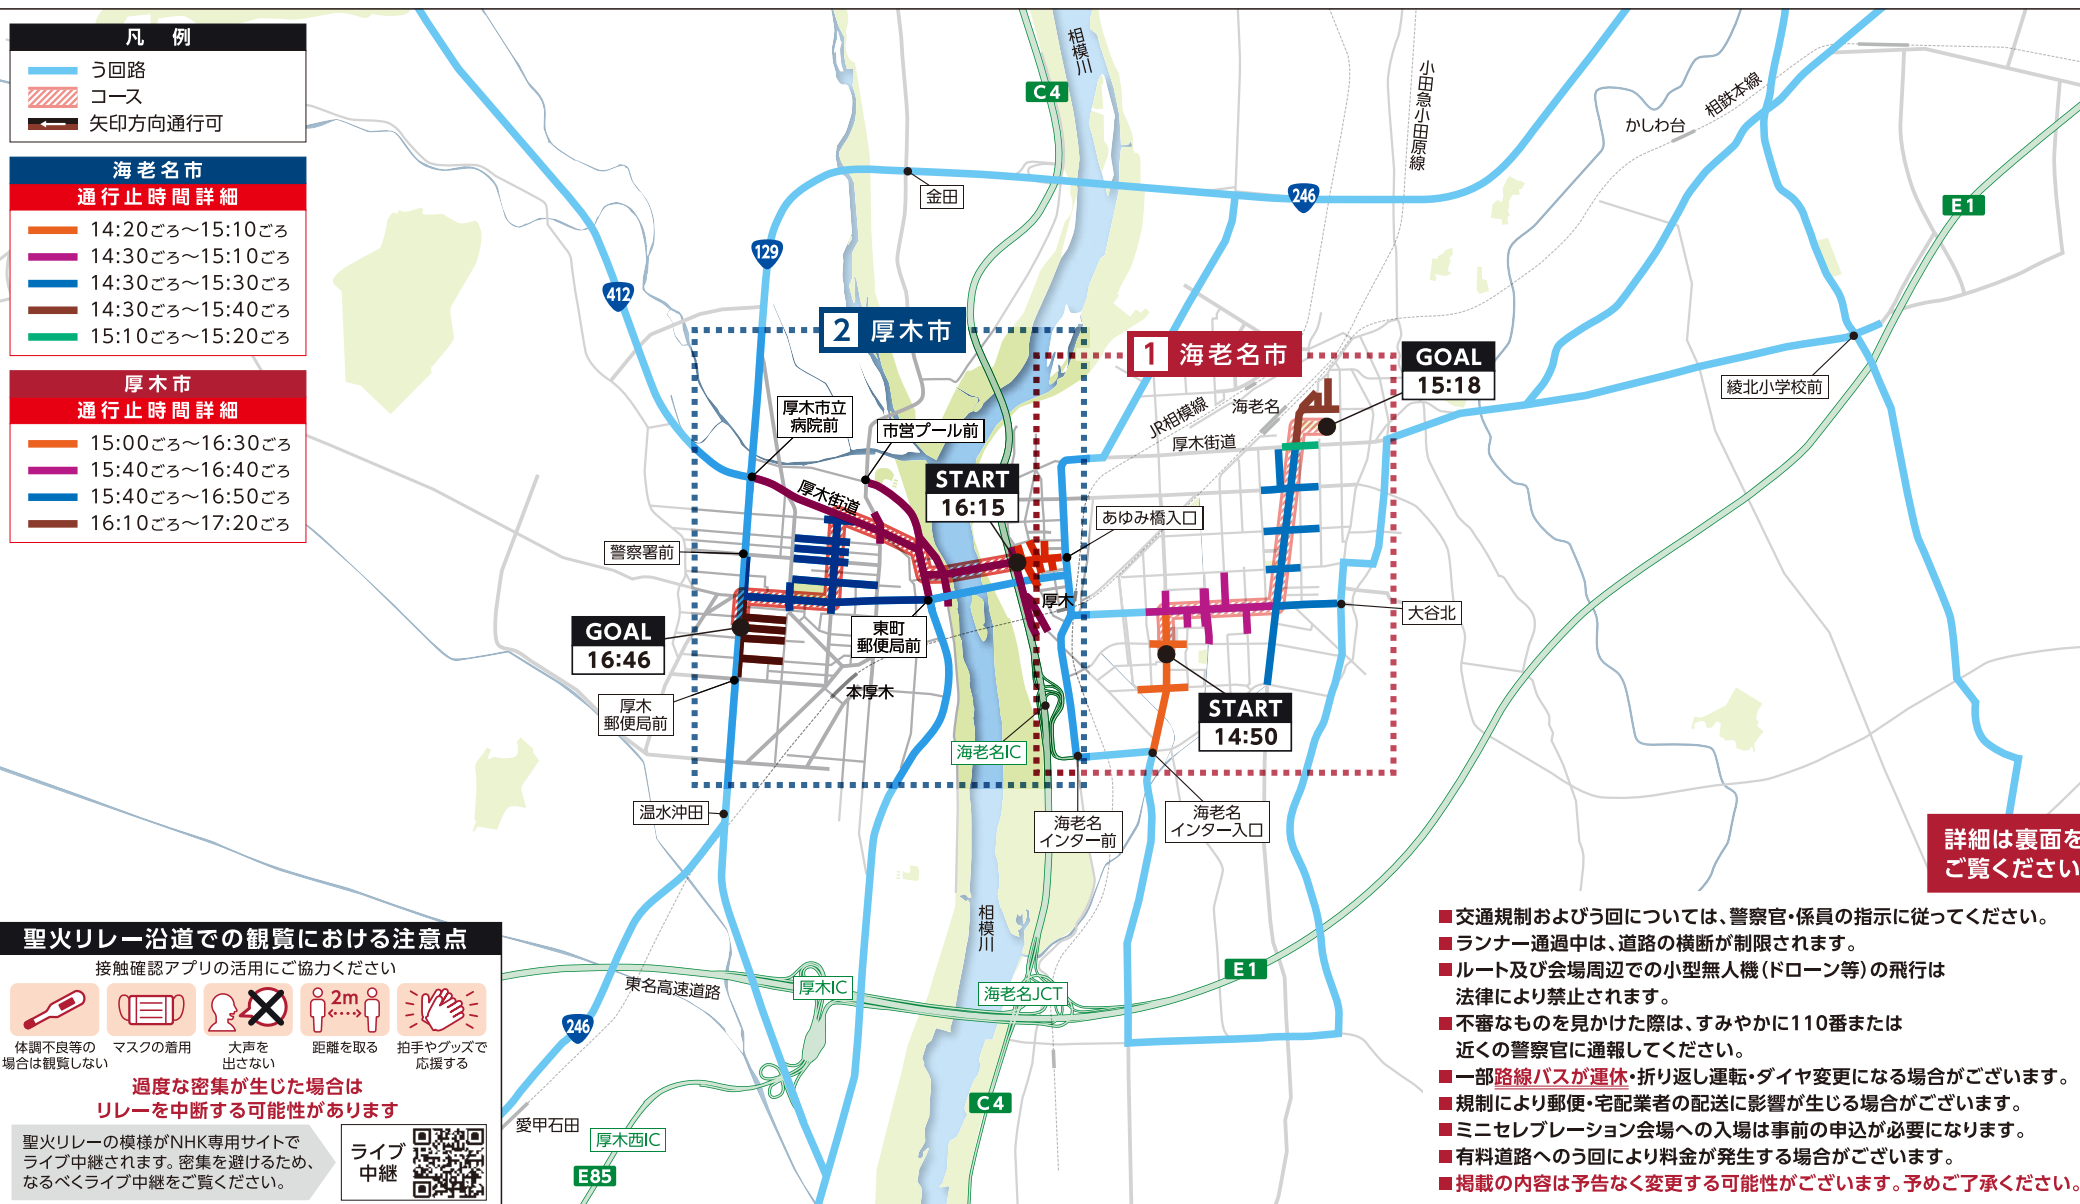 凡 例
う回路
コース
矢印方向通行可
海老名市
通行止時間詳細
14:20ごろ～15:10ごろ
14:30ごろ～15:10ごろ
14:30ごろ～15:30ごろ
14:30ごろ～15:40ごろ
15:10ごろ～15:20ごろ
厚木市
通行止時間詳細
15:00ごろ～16:30ごろ
15:40ごろ～16:40ごろ
15:40ごろ～16:50ごろ
16:10ごろ～17:20ごろ
相模川
C4
小田急小田原線
相鉄本線
かしわ台
金田
246
E1
129
412
2 厚木市
1 海老名市
GOAL
15:18
綾北小学校前
厚木市立
病院前
市営プール前
JR相模線
海老名
厚木街道
START
16:15
厚木街道
あゆみ橋入口
警察署前
厚木
大谷北
GOAL
16:46
東町
郵便局前
本厚木
厚木
郵便局前
START
14:50
海老名IC
温水沖田
海老名
インター前
海老名
インター入口
詳細は裏面を
ご覧ください
相模川
東名高速道路
厚木IC
海老名JCT
E1
246
C4
愛甲石田
厚木西IC
E85
聖火リレー沿道での観覧における注意点
接触確認アプリの活用にご協力ください
体調不良等の
場合は観覧しない
マスクの着用
大声を
出さない
2m
距離を取る
拍手やグッズで
応援する
過度な密集が生じた場合は
リレーを中断する可能性があります
聖火リレーの模様がNHK専用サイトで
ライブ中継されます。密集を避けるため、
なるべくライブ中継をご覧ください。
ライブ
中継
■交通規制およびう回については、警察官・係員の指示に従ってください。
■ランナー通過中は、道路の横断が制限されます。
■ルート及び会場周辺での小型無人機(ドローン等)の飛行は
法律により禁止されます。
■不審なものを見かけた際は、すみやかに110番または
近くの警察官に通報してください。
■一部路線バスが運休・折り返し運転・ダイヤ変更になる場合がございます。
■規制により郵便・宅配業者の配送に影響が生じる場合がございます。
■ミニセレブレーション会場への入場は事前の申込が必要になります。
■有料道路へのう回により料金が発生する場合がございます。
■掲載の内容は予告なく変更する可能性がございます。予めご了承ください。